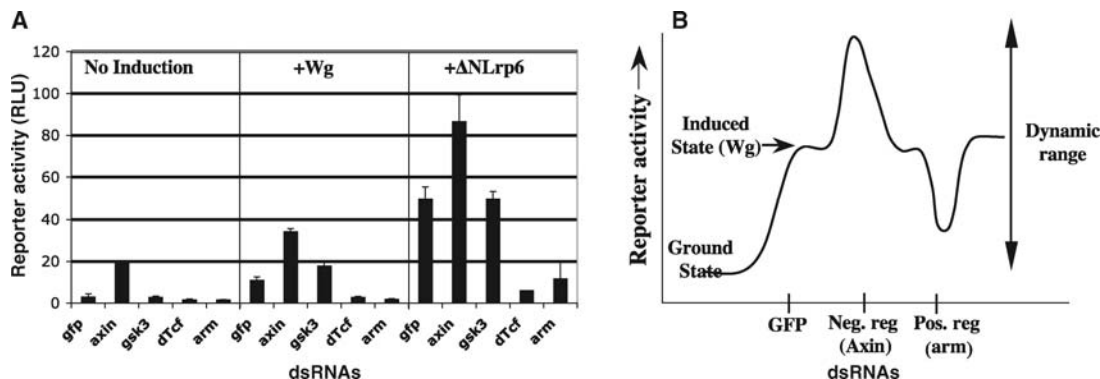 A
Reporter activity (RLU)
120
100
80
60
40
20
0
No Induction
+Wg
+ΔNLrp6
gfp
axin
gsk3
dTcf
arm
gfp
axin
gsk3
dTcf
arm
gfp
axin
gsk3
dTcf
arm
dsRNAs
B
Reporter activity
Induced
State (Wg)
Ground
State
Dynamic
range
GFP
Neg. reg
(Axin)
Pos. reg
(arm)
dsRNAs